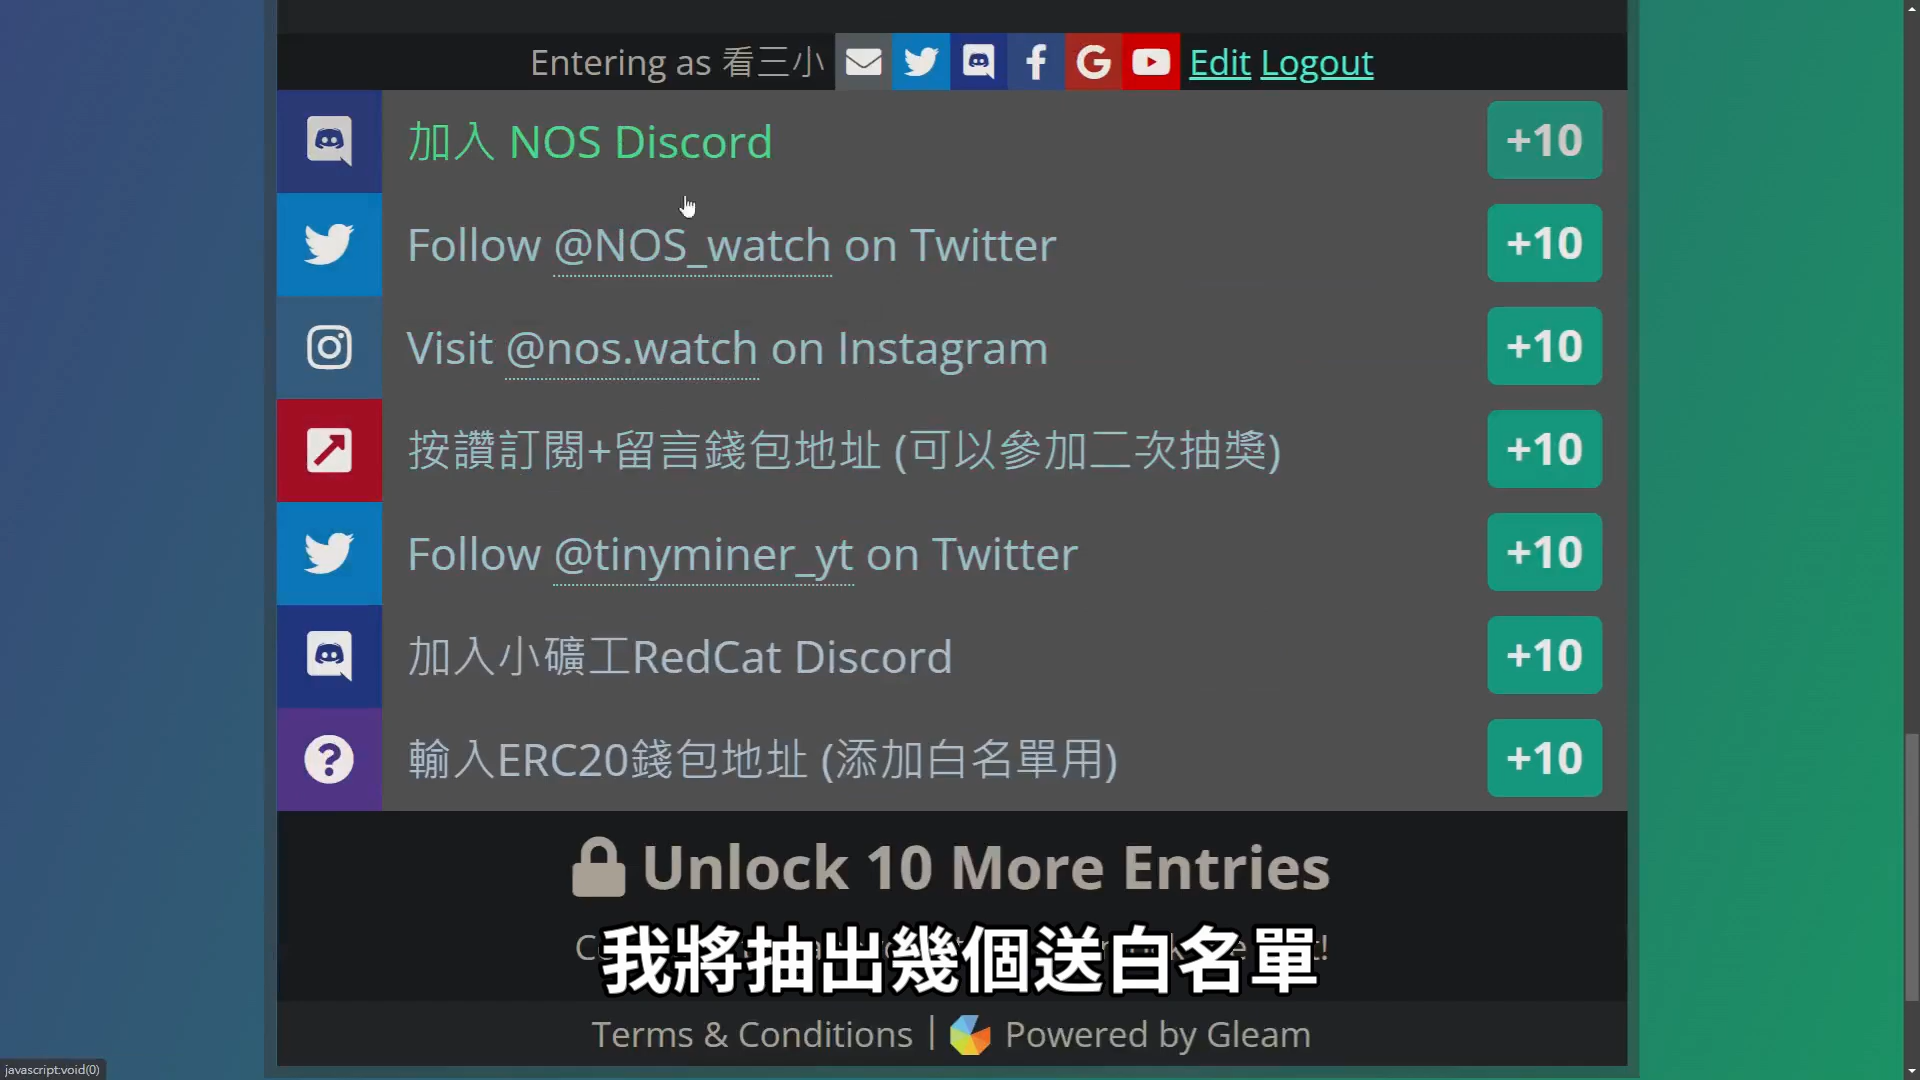 Entering as 看三小 Edit Logout
加入 NOS Discord +10
Follow @NOS_watch on Twitter +10
Visit @nos.watch on Instagram +10
按讚訂閱+留言錢包地址 (可以參加二次抽獎) +10
Follow @tinyminer_yt on Twitter +10
加入小礦工RedCat Discord +10
輸入ERC20錢包地址 (添加白名單用) +10
Unlock 10 More Entries
我將抽出幾個送白名單
Terms & Conditions | Powered by Gleam
javascript:void(0)